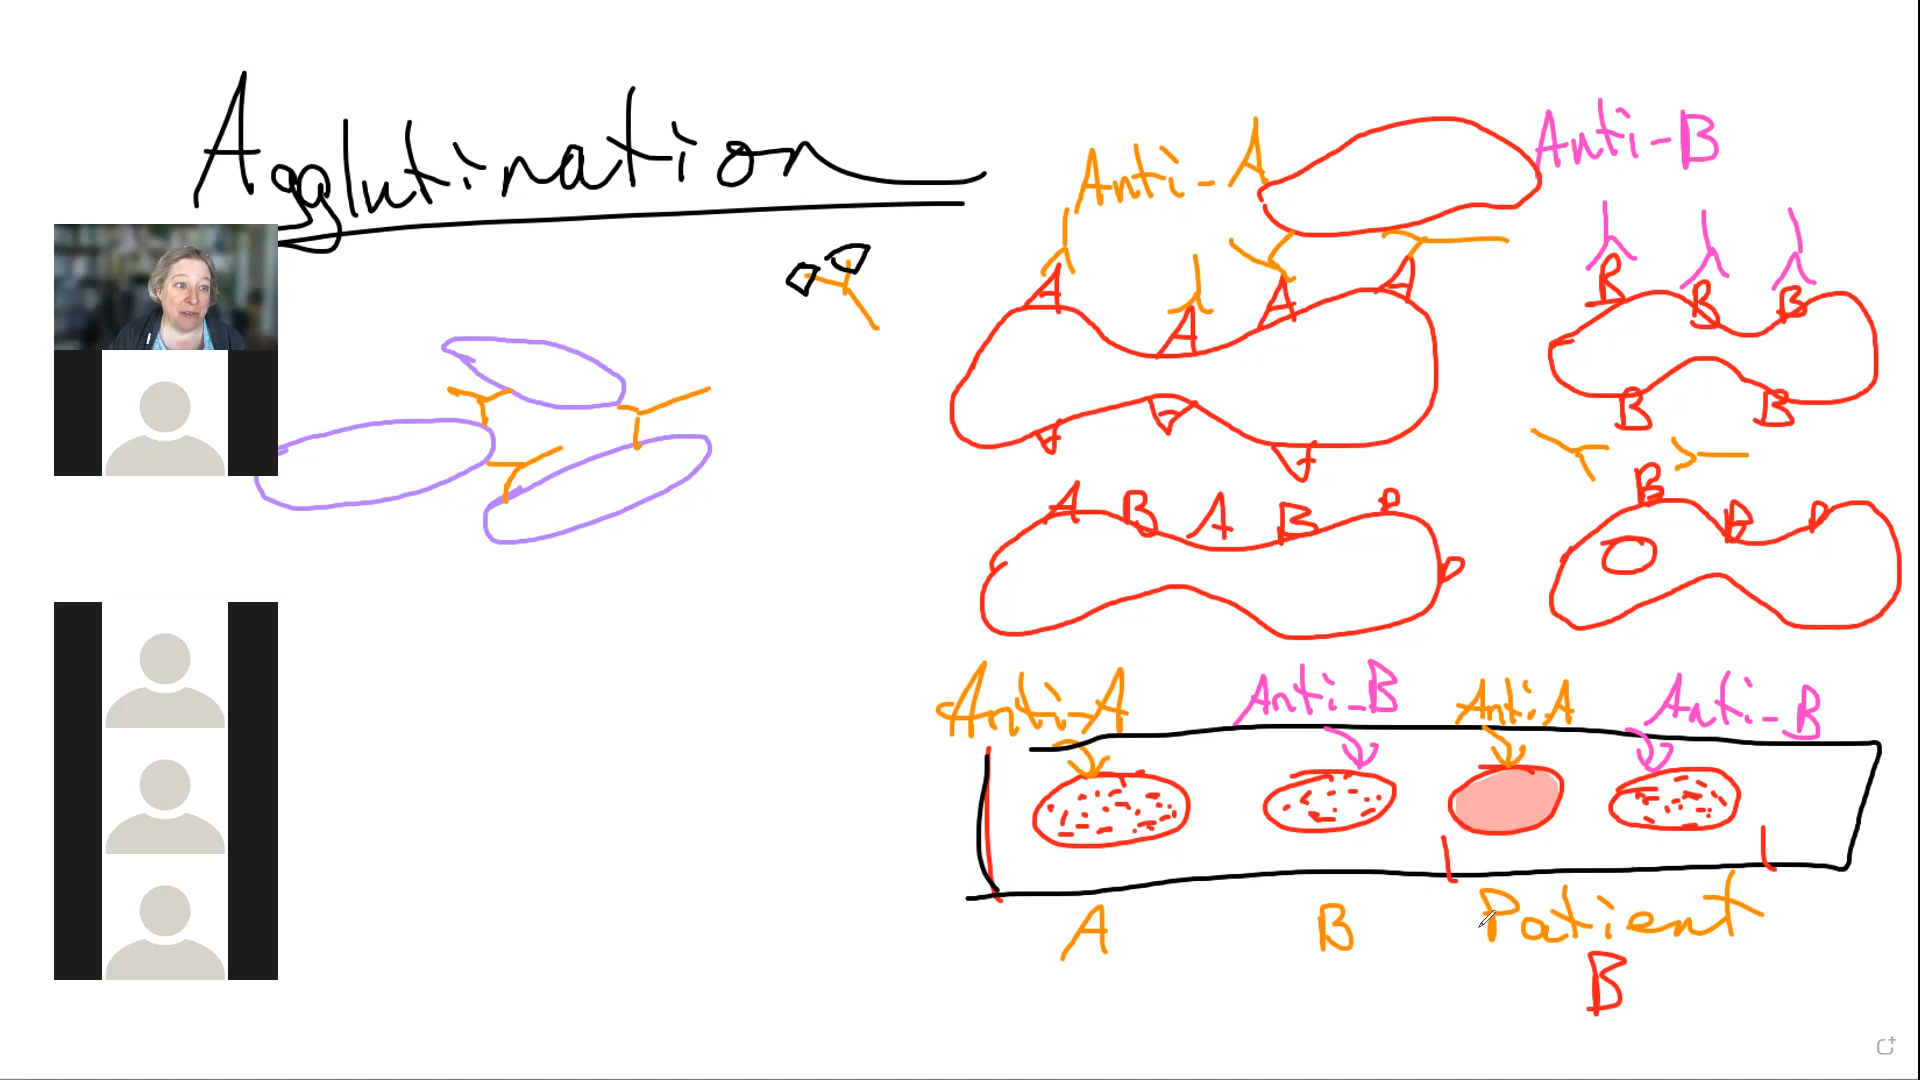 Agglutination
Anti-A
Anti-B
A A A A
B B B
B B
A B A B D
D
B B D
Anti-A Anti-B Anti A Anti-B
A B Patient
B